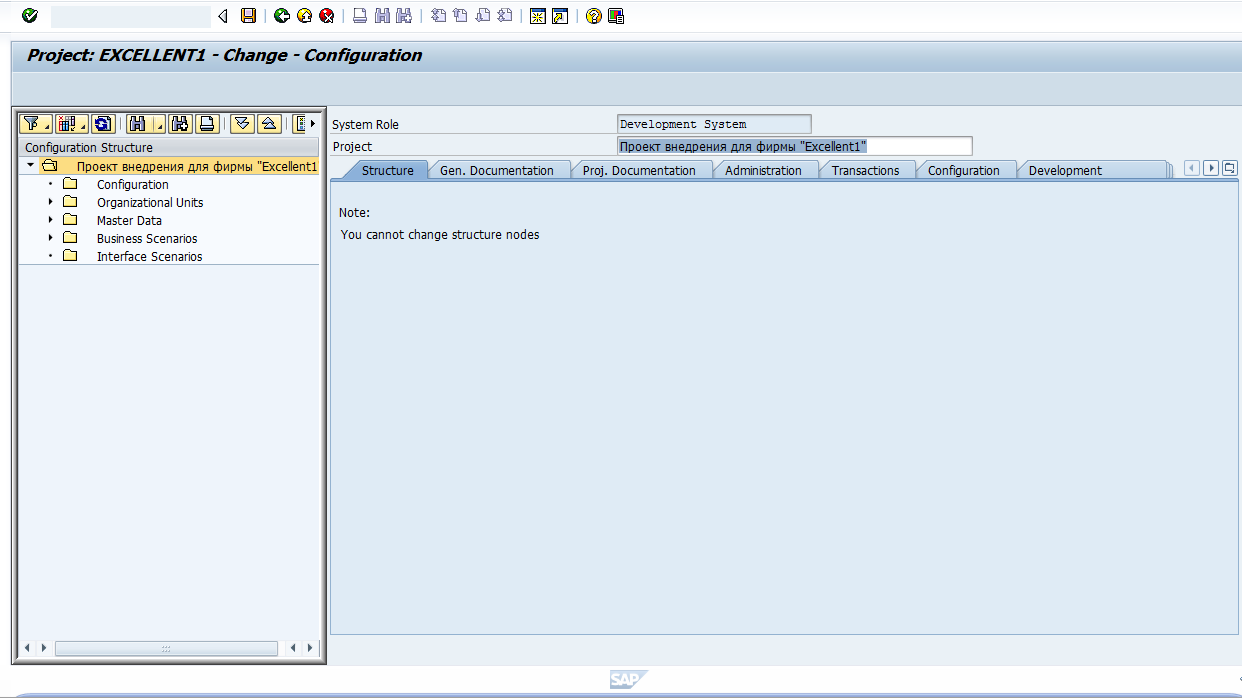 Project: EXCELLENT1 - Change - Configuration
System Role
Development System
Configuration Structure
Project
Проект внедрения для фирмы "Excellent1"
Проект внедрения для фирмы "Excellent1
Structure
Gen. Documentation
Proj. Documentation
Administration
Transactions
Configuration
Development
Configuration
Organizational Units
Master Data
Business Scenarios
Interface Scenarios
Note:
You cannot change structure nodes
SAP